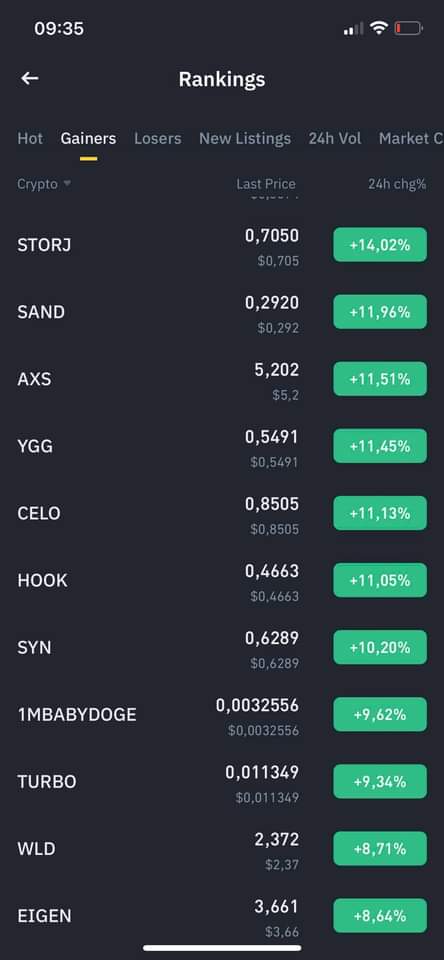 09:35
Rankings
Hot Gainers Losers New Listings 24h Vol Market C
Crypto Last Price 24h chg%
STORJ 0,7050 +14,02%
$0,705
SAND 0,2920 +11,96%
$0,292
AXS 5,202 +11,51%
$5,2
YGG 0,5491 +11,45%
$0,5491
CELO 0,8505 +11,13%
$0,8505
HOOK 0,4663 +11,05%
$0,4663
SYN 0,6289 +10,20%
$0,6289
1MBABYDOGE 0,0032556 +9,62%
$0,0032556
TURBO 0,011349 +9,34%
$0,011349
WLD 2,372 +8,71%
$2,37
EIGEN 3,661 +8,64%
$3,66